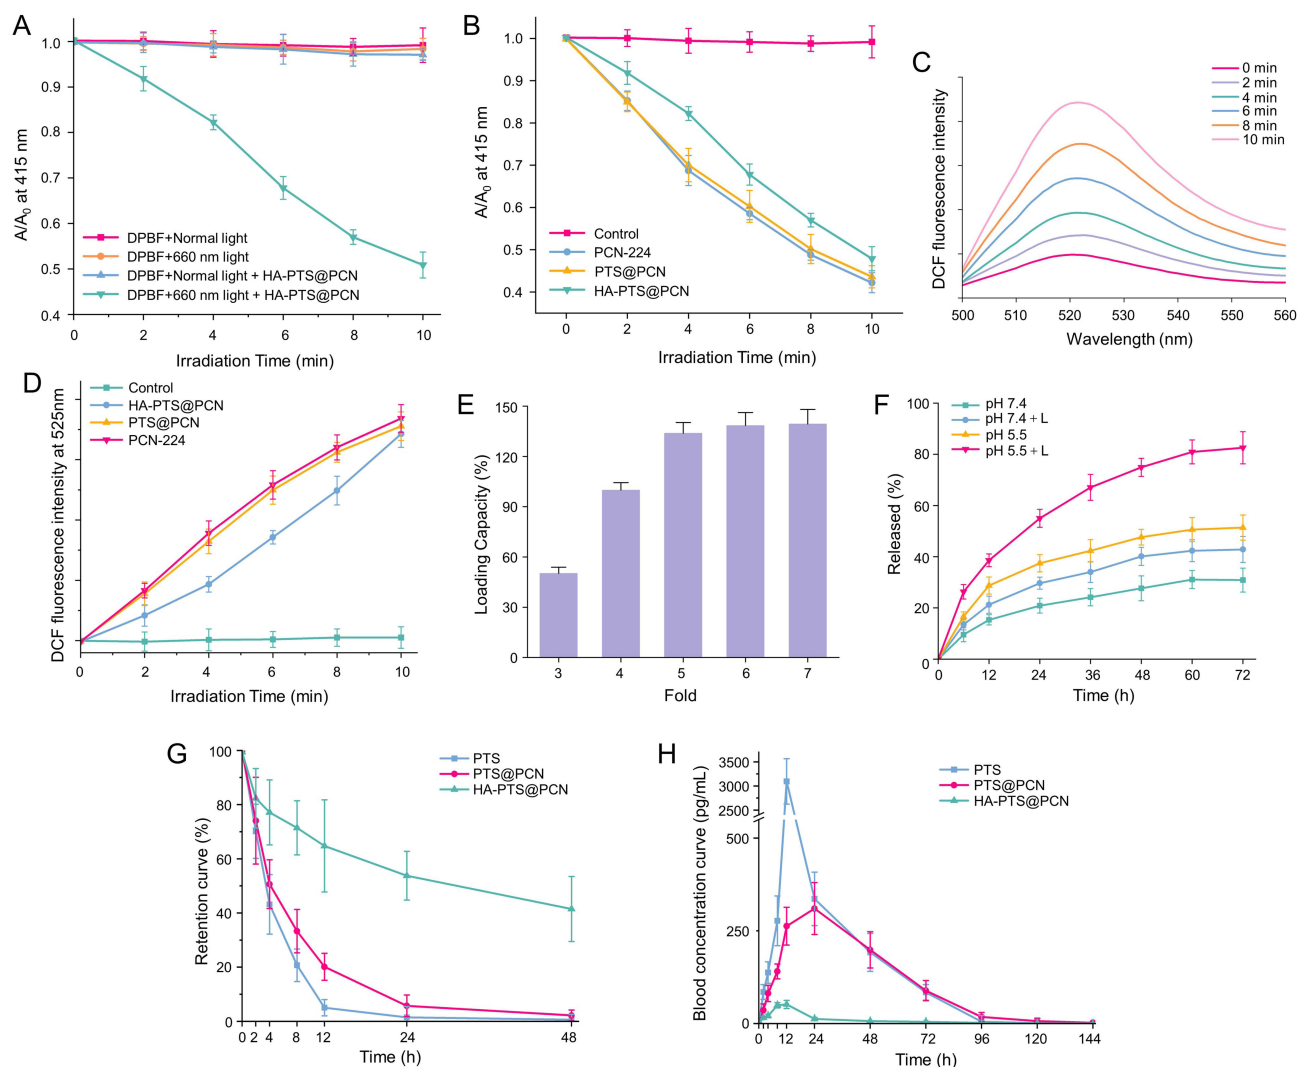 A
A/A0 at 415 nm
1.0
0.9
0.8
0.7
0.6
0.5
0.4
DPBF+Normal light
DPBF+660 nm light
DPBF+Normal light + HA-PTS@PCN
DPBF+660 nm light + HA-PTS@PCN
0 2 4 6 8 10
Irradiation Time (min)
B
A/A0 at 415 nm
1.0
0.9
0.8
0.7
0.6
0.5
0.4
Control
PCN-224
PTS@PCN
HA-PTS@PCN
0 2 4 6 8 10
Irradiation Time (min)
C
DCF fluorescence intensity
0 min
2 min
4 min
6 min
8 min
10 min
500 510 520 530 540 550 560
Wavelength (nm)
D
DCF fluorescence intensity at 525nm
Control
HA-PTS@PCN
PTS@PCN
PCN-224
0 2 4 6 8 10
Irradiation Time (min)
E
Loading Capacity (%)
150
120
90
60
30
0
3 4 5 6 7
Fold
F
Released (%)
100
80
60
40
20
0
pH 7.4
pH 7.4 + L
pH 5.5
pH 5.5 + L
0 12 24 36 48 60 72
Time (h)
G
Retention curve (%)
100
80
60
40
20
0
PTS
PTS@PCN
HA-PTS@PCN
0 2 4 8 12 24 48
Time (h)
H
Blood concentration curve (pg/mL)
3500
3000
2500
500
250
0
PTS
PTS@PCN
HA-PTS@PCN
0 12 24 48 72 96 120 144
Time (h)